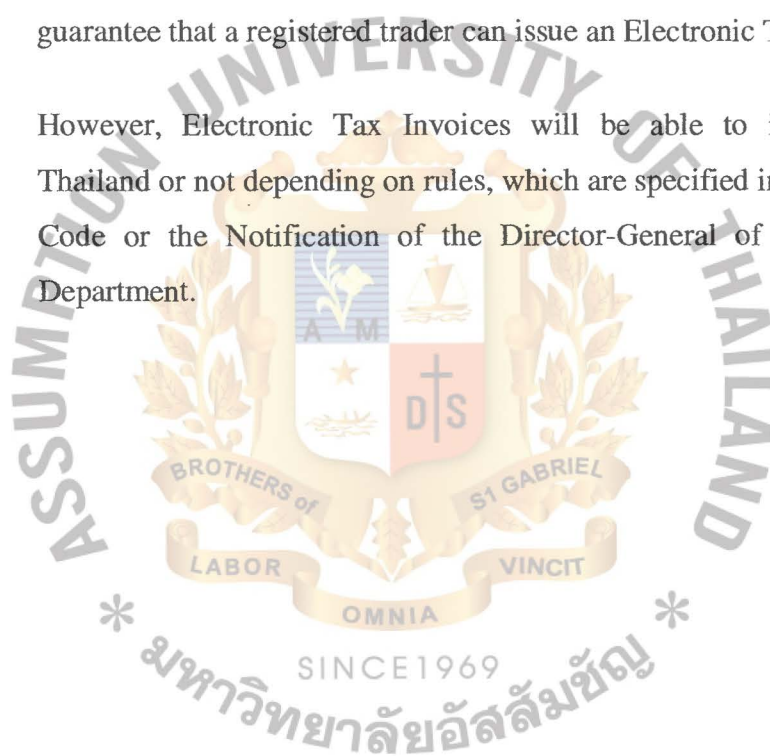 guarantee that a registered trader can issue an Electronic T
However, Electronic Tax Invoices will be able to
Thailand or not depending on rules, which are specified in
Code or the Notification of the Director-General of
Department.
ASSUMPTION UNIVERSITY OF THAILAND
A M
D S
BROTHERS of S1 GABRIEL
LABOR VINCIT
OMNIA
SINCE1969
* มหาวิทยาลัยอัสสัมชัญ *